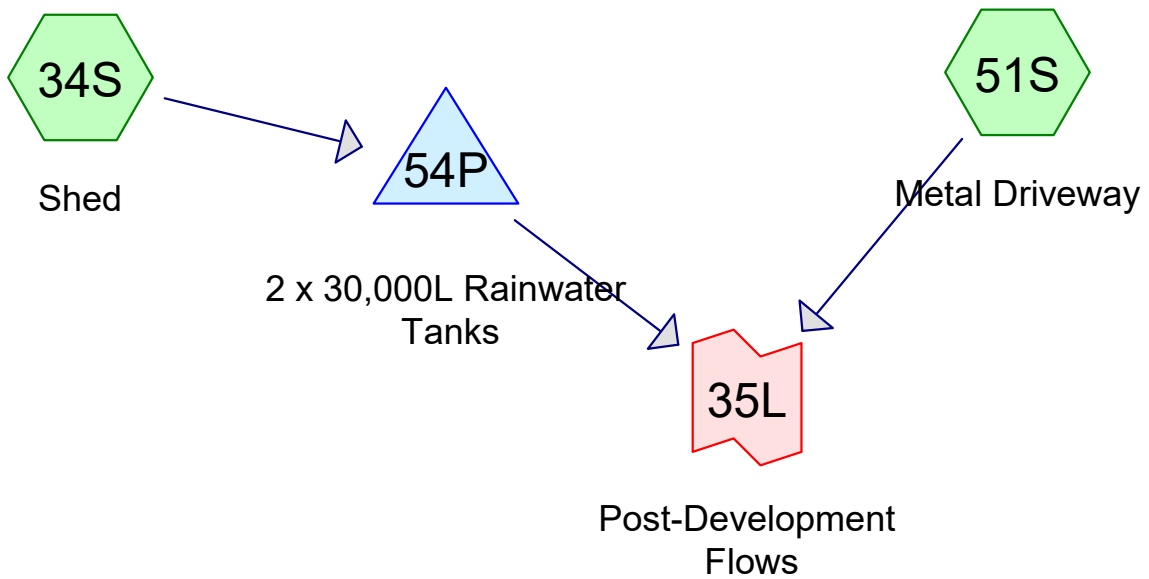 34S
Shed
54P
2 x 30,000L Rainwater
Tanks
51S
Metal Driveway
35L
Post-Development
Flows